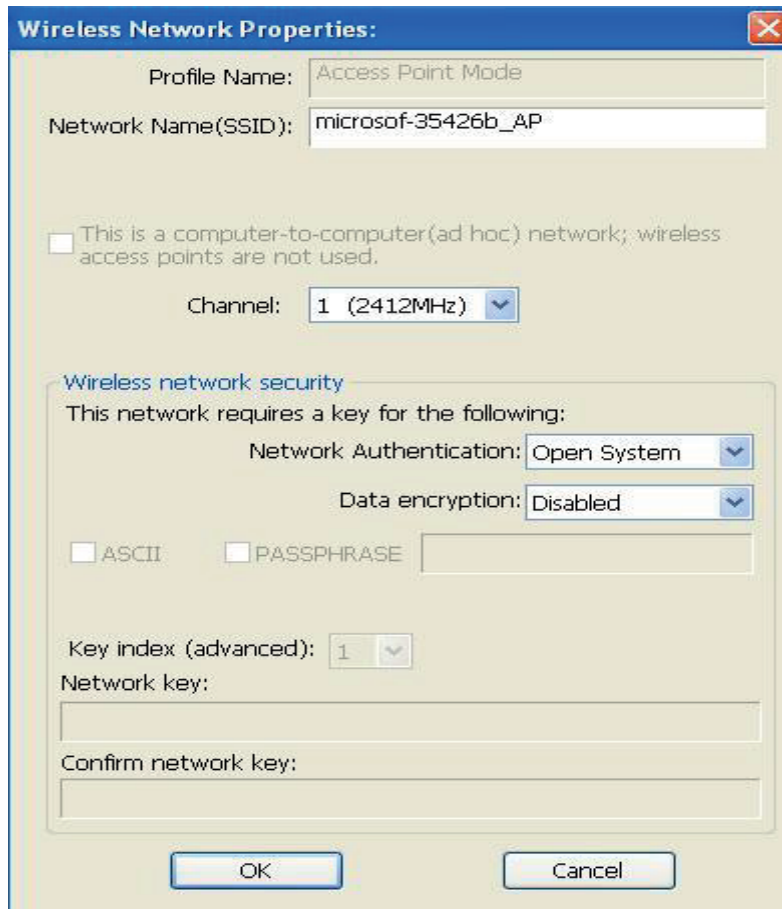 Wireless Network Properties:
Profile Name: Access Point Mode
Network Name(SSID): microsof-35426b_AP
This is a computer-to-computer(ad hoc) network; wireless
access points are not used.
Channel: 1 (2412MHz)
Wireless network security
This network requires a key for the following:
Network Authentication: Open System
Data encryption: Disabled
ASCII PASSPHRASE
Key index (advanced): 1
Network key:
Confirm network key:
OK Cancel